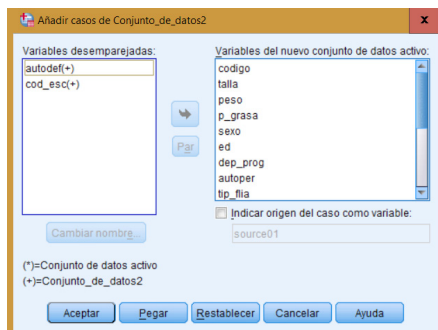 Añadir casos de Conjunto_de_datos2
x
Variables desemparejadas:
autodef(+)
cod_esc(+)
Par
Variables del nuevo conjunto de datos activo:
codigo
talla
peso
p_grasa
sexo
ed
dep_prog
autoper
tip_flia
Cambiar nombre...
Indicar origen del caso como variable:
source01
(*)=Conjunto de datos activo
(+)=Conjunto_de_datos2
Aceptar
Pegar
Restablecer
Cancelar
Ayuda